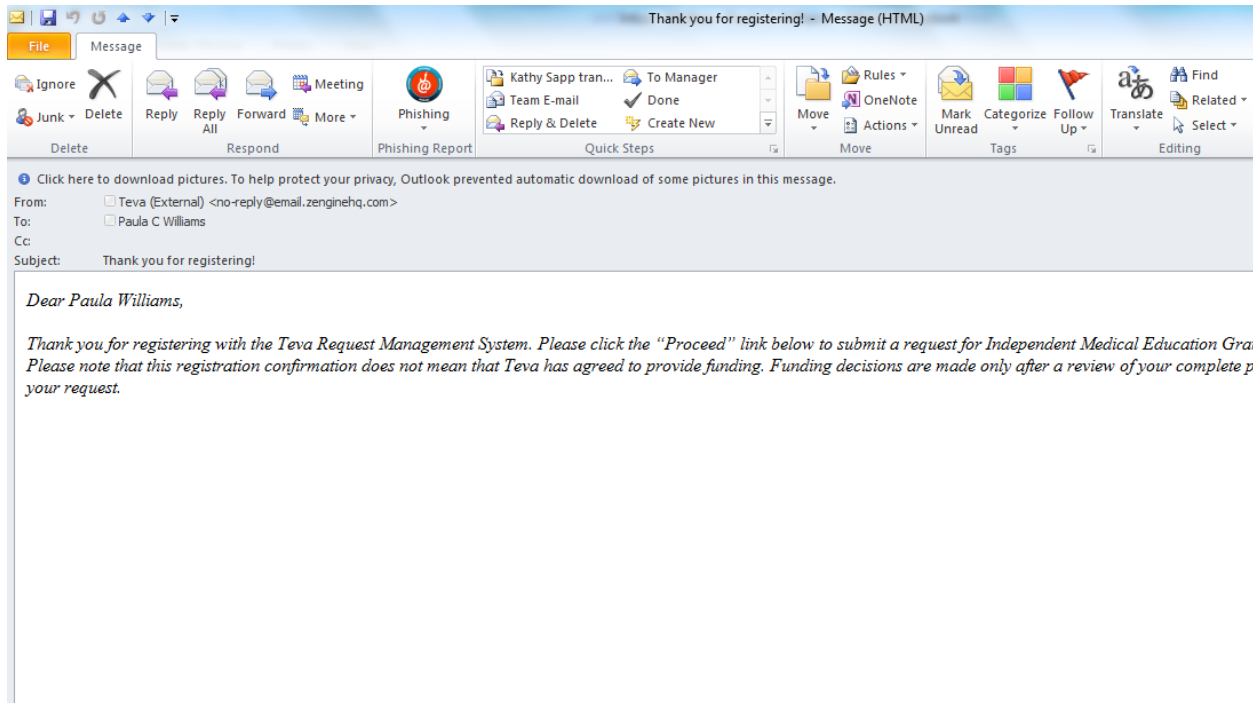 Thank you for registering! - Message (HTML)
File Message
Ignore Delete Reply Reply All Forward Meeting Phishing Kathy Sapp tran... To Manager Move Rules OneNote Mark Unread Categorize Follow Up Translate Find Related
Junk More Team E-mail Done Actions Select
Reply & Delete Create New
Delete Respond Phishing Report Quick Steps Move Tags Editing
Click here to download pictures. To help protect your privacy, Outlook prevented automatic download of some pictures in this message.
From: Teva (External) <no-reply@email.zenginehq.com>
To: Paula C Williams
Cc:
Subject: Thank you for registering!
Dear Paula Williams,
Thank you for registering with the Teva Request Management System. Please click the “Proceed” link below to submit a request for Independent Medical Education Gra
Please note that this registration confirmation does not mean that Teva has agreed to provide funding. Funding decisions are made only after a review of your complete p
your request.